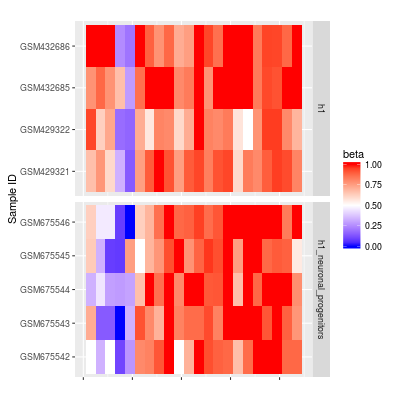 GSM432686
GSM432685
GSM429322
GSM429321
h1
GSM675546
GSM675545
GSM675544
GSM675543
GSM675542
h1_neuronal_progenitors
Sample ID
beta
1.00
0.75
0.50
0.25
0.00